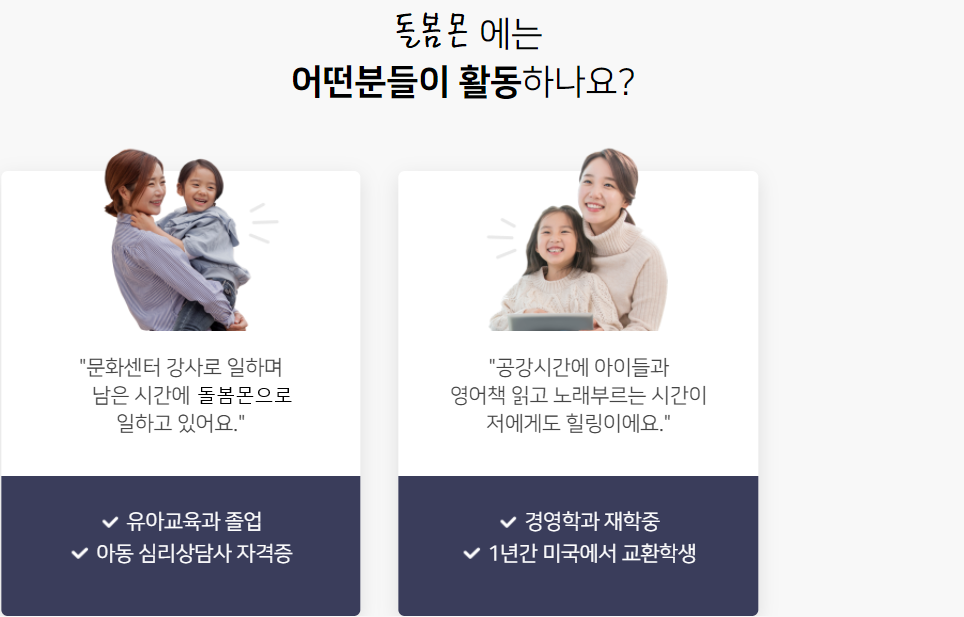 돌봄몬 에는
어떤분들이 활동하나요?
"문화센터 강사로 일하며
남은 시간에 돌봄몬으로
일하고 있어요."
유아교육과 졸업
아동 심리상담사 자격증
"공강시간에 아이들과
영어책 읽고 노래부르는 시간이
저에게도 힐링이에요."
경영학과 재학중
1년간 미국에서 교환학생